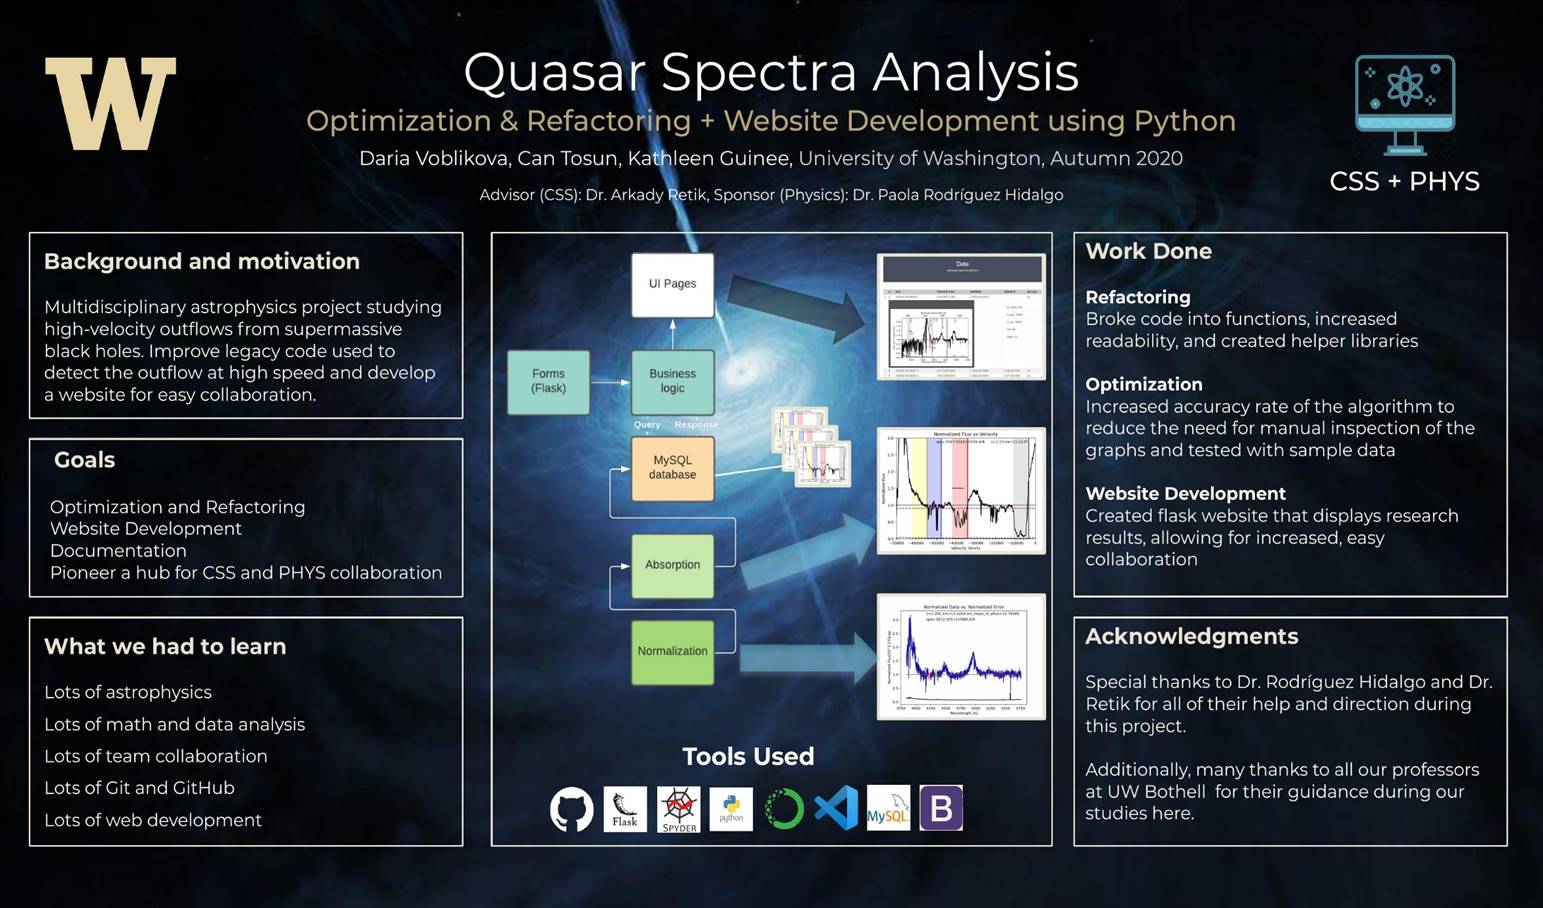 W
Quasar Spectra Analysis
Optimization & Refactoring + Website Development using Python
Daria Voblikova, Can Tosun, Kathleen Guinee, University of Washington, Autumn 2020
Advisor (CSS): Dr. Arkady Retik, Sponsor (Physics): Dr. Paola Rodríguez Hidalgo
CSS + PHYS
Background and motivation
Multidisciplinary astrophysics project studying
high-velocity outflows from supermassive
black holes. Improve legacy code used to
detect the outflow at high speed and develop
a website for easy collaboration.
Goals
Optimization and Refactoring
Website Development
Documentation
Pioneer a hub for CSS and PHYS collaboration
What we had to learn
Lots of astrophysics
Lots of math and data analysis
Lots of team collaboration
Lots of Git and GitHub
Lots of web development
UI Pages
Forms
(Flask)
Business
logic
Query Response
MySQL
database
Absorption
Normalization
Data
Normalized Flux vs Velocity
Normalized Flux
Velocity (km/s)
Normalized Data vs. Normalized Error
Wavelength [A]
Tools Used
Flask
SPYDER
python
MySQL
B
Work Done
Refactoring
Broke code into functions, increased
readability, and created helper libraries
Optimization
Increased accuracy rate of the algorithm to
reduce the need for manual inspection of the
graphs and tested with sample data
Website Development
Created flask website that displays research
results, allowing for increased, easy
collaboration
Acknowledgments
Special thanks to Dr. Rodríguez Hidalgo and Dr.
Retik for all of their help and direction during
this project.
Additionally, many thanks to all our professors
at UW Bothell for their guidance during our
studies here.